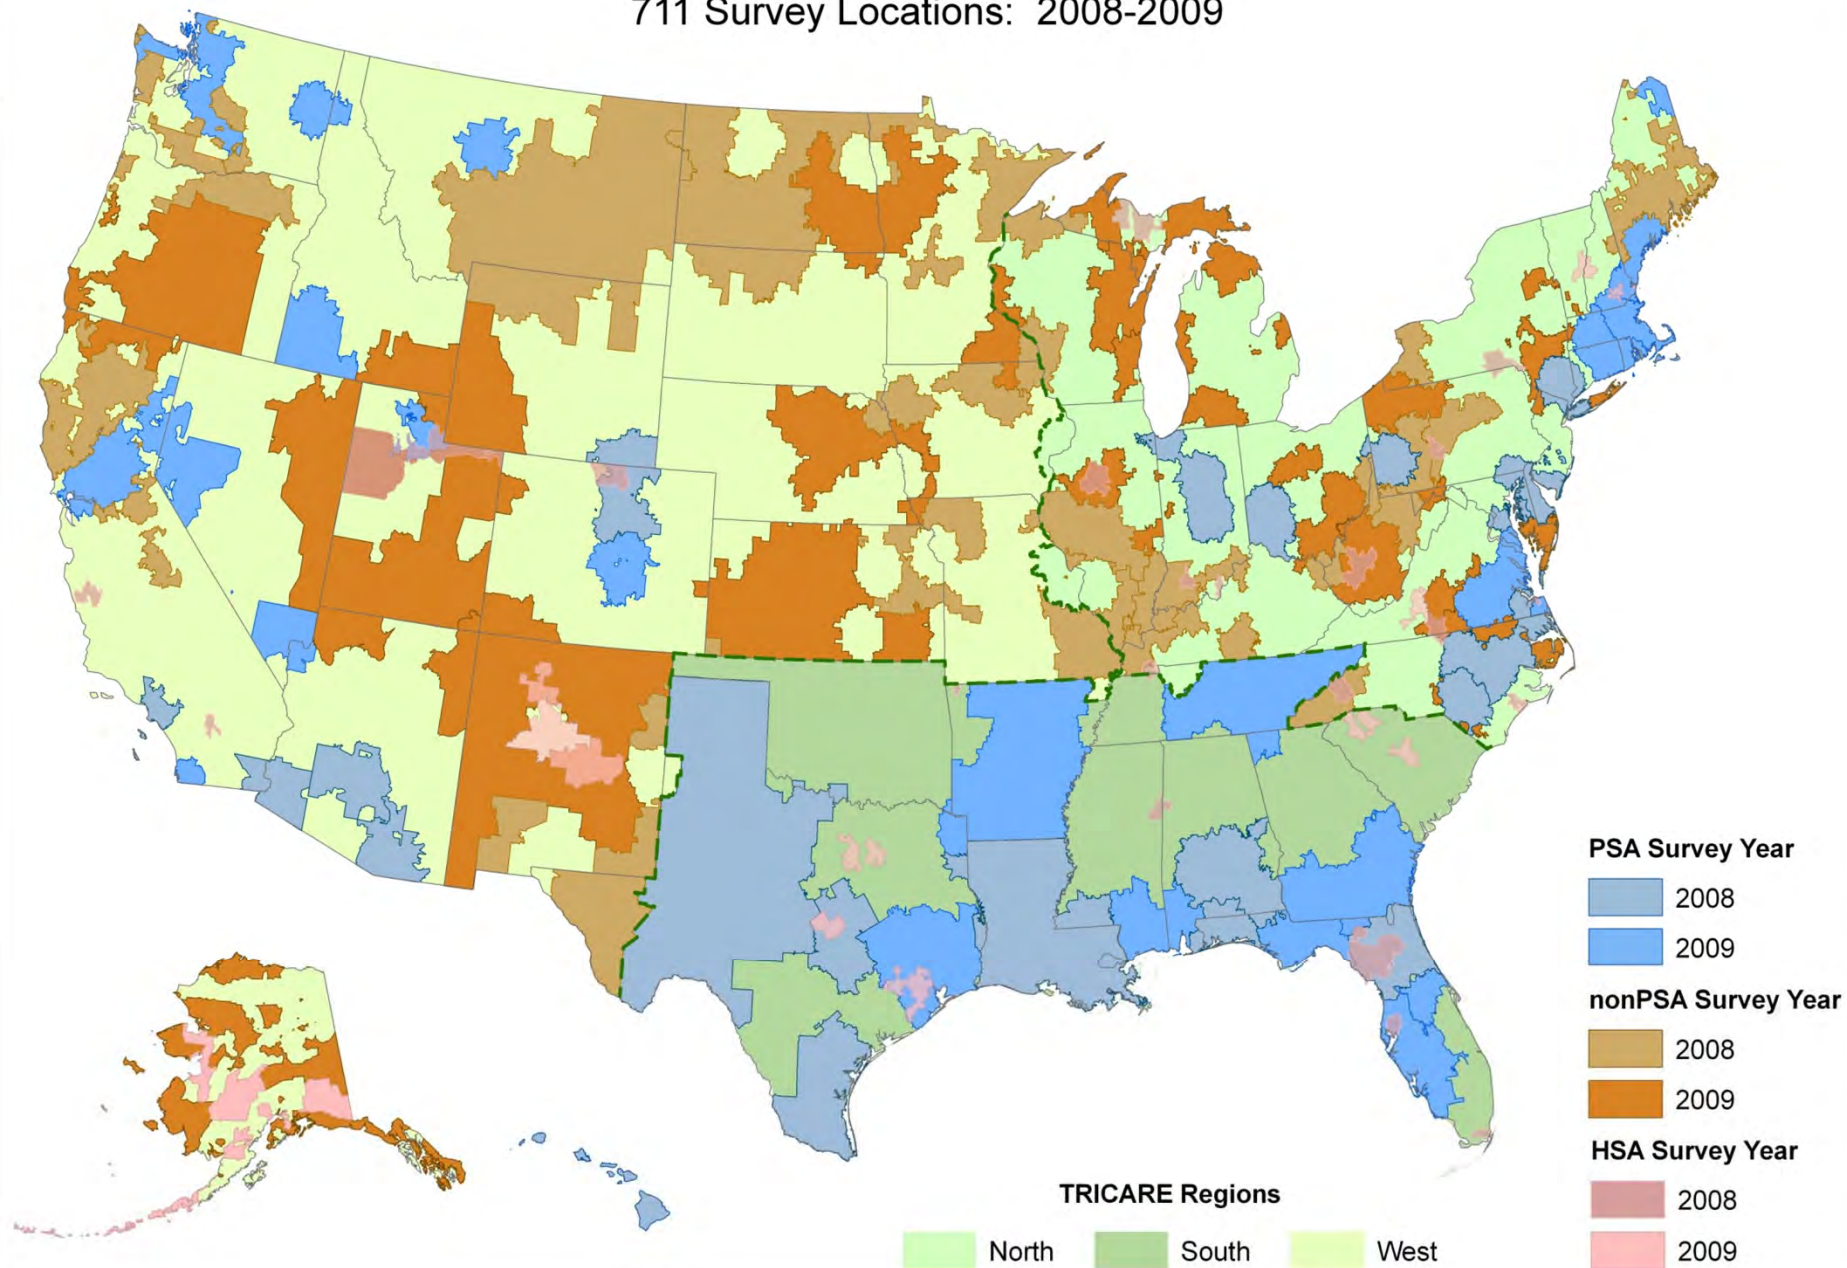 711 Survey Locations: 2008-2009
PSA Survey Year
2008
2009
nonPSA Survey Year
2008
2009
HSA Survey Year
2008
2009
TRICARE Regions
North
South
West